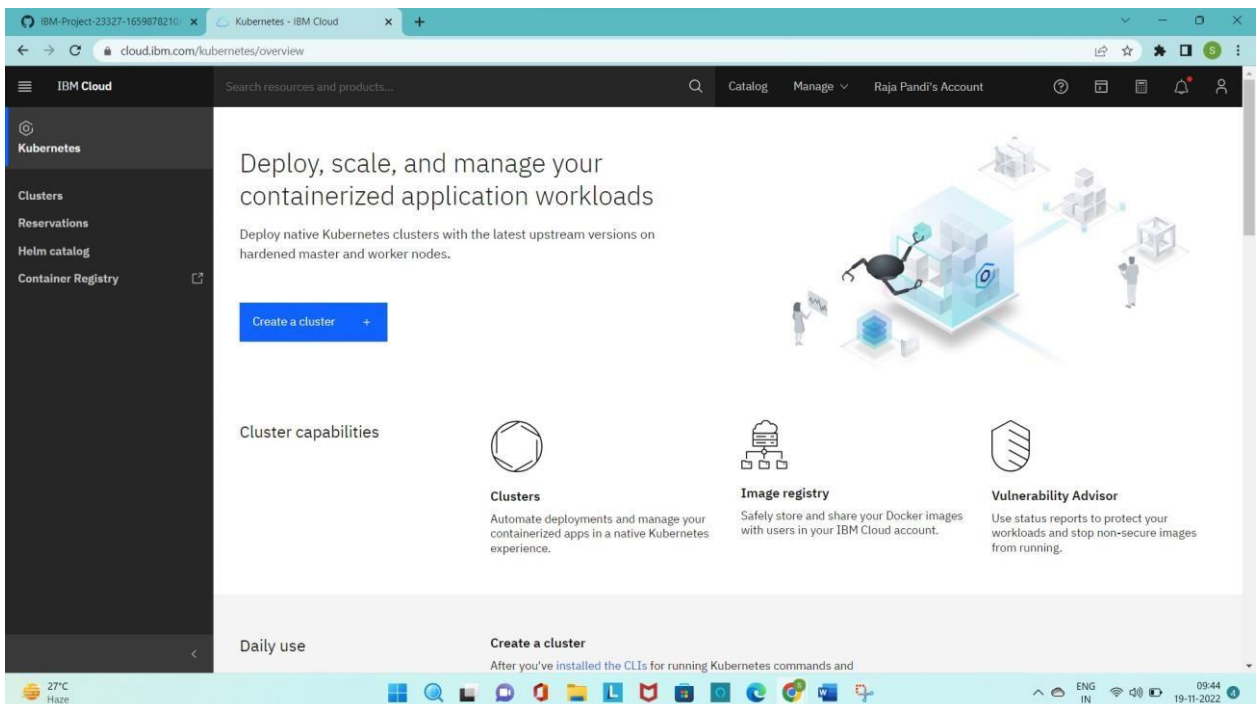 IBM-Project-23327-1659878210/
Kubernetes - IBM Cloud
cloud.ibm.com/kubernetes/overview
S
IBM Cloud
Search resources and products...
Catalog
Manage
Raja Pandi's Account
Kubernetes
Clusters
Reservations
Helm catalog
Container Registry
Deploy, scale, and manage your
containerized application workloads
Deploy native Kubernetes clusters with the latest upstream versions on
hardened master and worker nodes.
Create a cluster +
Cluster capabilities
Clusters
Automate deployments and manage your
containerized apps in a native Kubernetes
experience.
Image registry
Safely store and share your Docker images
with users in your IBM Cloud account.
Vulnerability Advisor
Use status reports to protect your
workloads and stop non-secure images
from running.
Daily use
Create a cluster
After you've installed the CLIs for running Kubernetes commands and
27°C
Haze
ENG
IN
09:44
19-11-2022